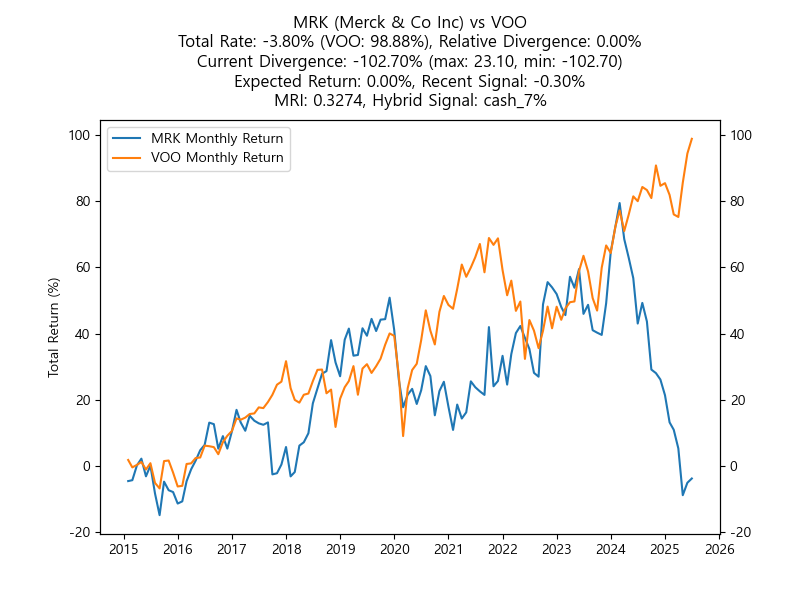 MRK (Merck & Co Inc) vs VOO
Total Rate: -3.80% (VOO: 98.88%), Relative Divergence: 0.00%
Current Divergence: -102.70% (max: 23.10, min: -102.70)
Expected Return: 0.00%, Recent Signal: -0.30%
MRI: 0.3274, Hybrid Signal: cash_7%
MRK Monthly Return
VOO Monthly Return
Total Return (%)
100
80
60
40
20
0
-20
100
80
60
40
20
0
-20
2015 2016 2017 2018 2019 2020 2021 2022 2023 2024 2025 2026